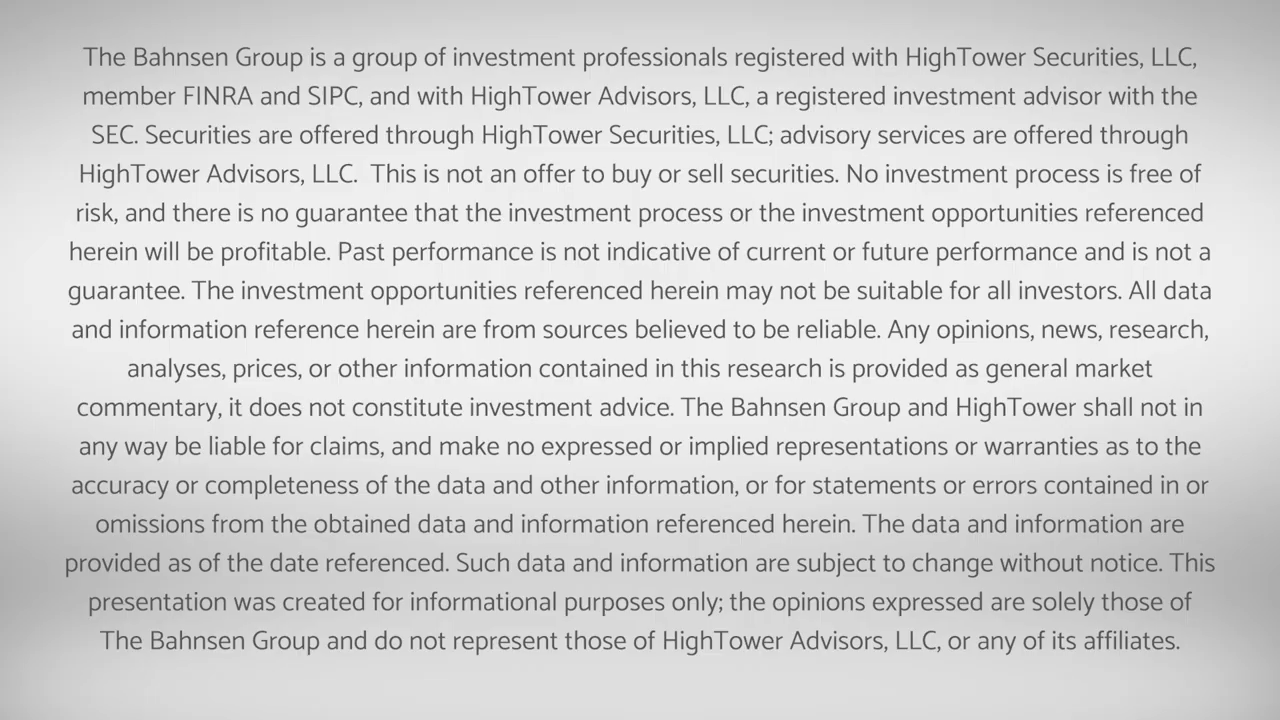 The Bahnsen Group is a group of investment professionals registered with HighTower Securities, LLC,
member FINRA and SIPC, and with HighTower Advisors, LLC, a registered investment advisor with the
SEC. Securities are offered through HighTower Securities, LLC; advisory services are offered through
HighTower Advisors, LLC.  This is not an offer to buy or sell securities. No investment process is free of
risk, and there is no guarantee that the investment process or the investment opportunities referenced
herein will be profitable. Past performance is not indicative of current or future performance and is not a
guarantee. The investment opportunities referenced herein may not be suitable for all investors. All data
and information reference herein are from sources believed to be reliable. Any opinions, news, research,
analyses, prices, or other information contained in this research is provided as general market
commentary, it does not constitute investment advice. The Bahnsen Group and HighTower shall not in
any way be liable for claims, and make no expressed or implied representations or warranties as to the
accuracy or completeness of the data and other information, or for statements or errors contained in or
omissions from the obtained data and information referenced herein. The data and information are
provided as of the date referenced. Such data and information are subject to change without notice. This
presentation was created for informational purposes only; the opinions expressed are solely those of
The Bahnsen Group and do not represent those of HighTower Advisors, LLC, or any of its affiliates.